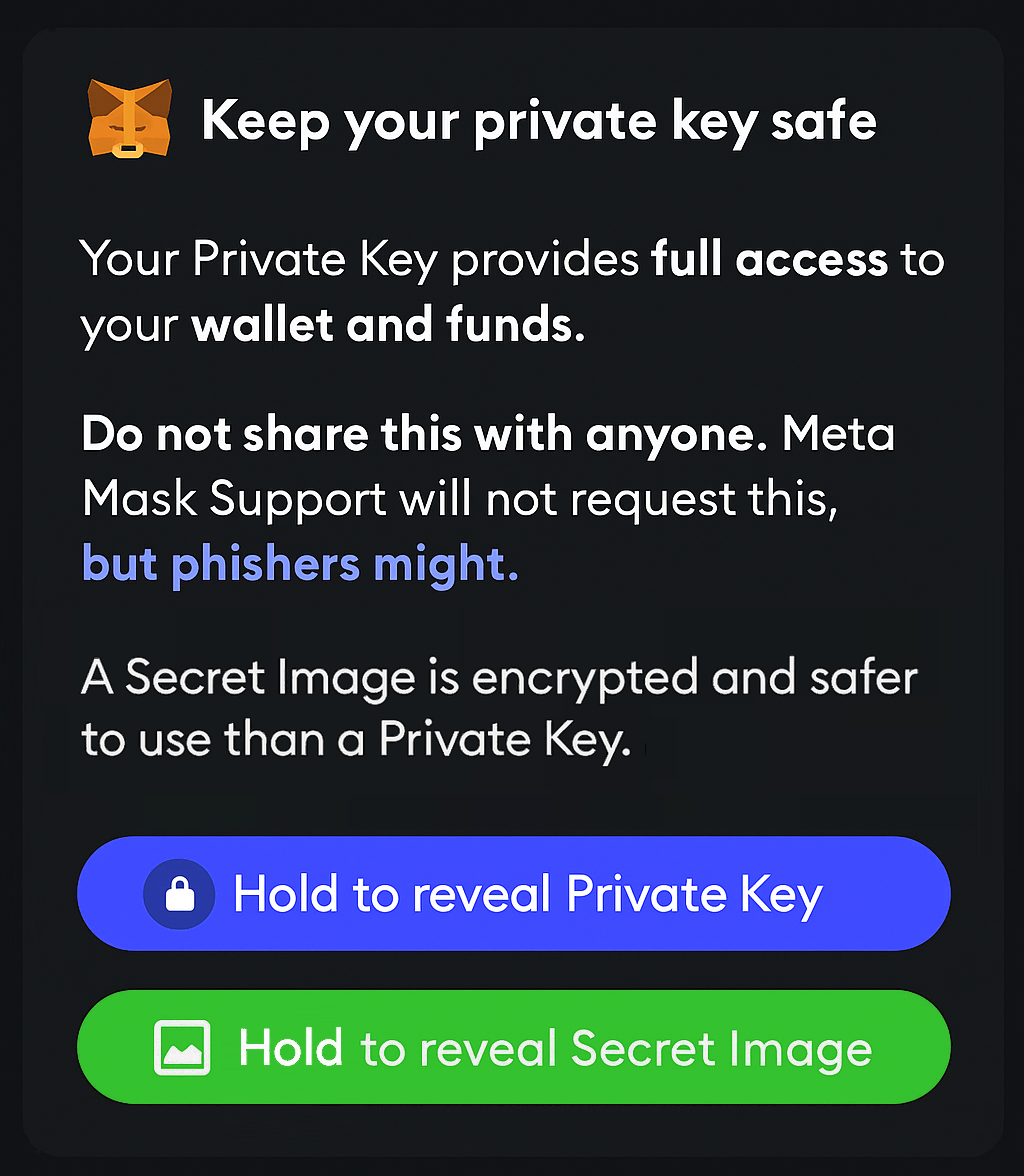 Keep your private key safe
Your Private Key provides full access to
your wallet and funds.
Do not share this with anyone. Meta
Mask Support will not request this,
but phishers might.
A Secret Image is encrypted and safer
to use than a Private Key.
Hold to reveal Private Key
Hold to reveal Secret Image